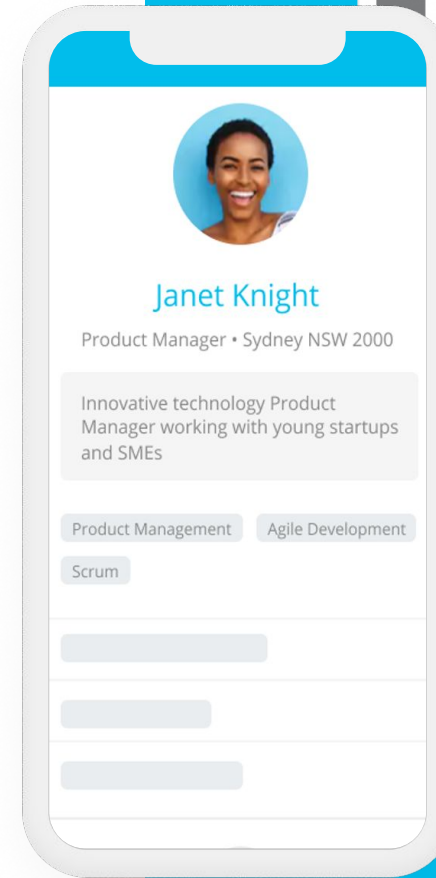 Janet Knight
Product Manager • Sydney NSW 2000
Innovative technology Product
Manager working with young startups
and SMEs
Product Management Agile Development
Scrum